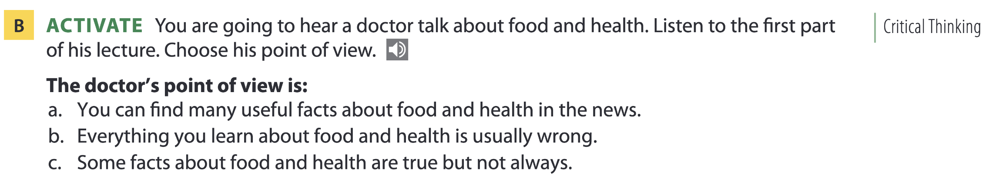 B ACTIVATE You are going to hear a doctor talk about food and health. Listen to the first part
of his lecture. Choose his point of view.
Critical Thinking
The doctor’s point of view is:
a. You can find many useful facts about food and health in the news.
b. Everything you learn about food and health is usually wrong.
c. Some facts about food and health are true but not always.